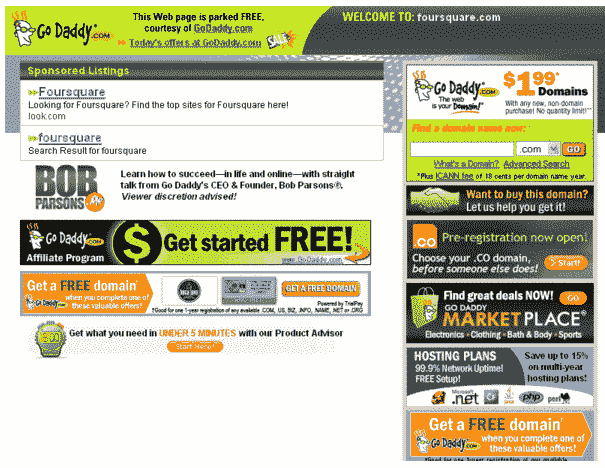 Go Daddy.COM
This Web page is parked FREE,
courtesy of GoDaddy.com
Today's offers at GoDaddy.com SALE
WELCOME TO: foursquare.com
Sponsored Listings
Foursquare
Looking for Foursquare? Find the top sites for Foursquare here!
look.com
foursquare
Search Result for foursquare
BOB
PARSONS.me
Learn how to succeed—in life and online—with straight
talk from Go Daddy's CEO & Founder, Bob Parsons®.
Viewer discretion advised!
Go Daddy.COM
Affiliate Program
$ Get started FREE!
www.GoDaddy.com
Get a FREE domain*
Go Daddy.COM when you complete one of
these valuable offers!
GET A FREE DOMAIN
Powered by TrialPay
*Good for one 1-year registration of any available .COM, .US, .BIZ, .INFO, .NAME, .NET or .ORG
Get what you need in UNDER 5 MINUTES with our Product Advisor
Start Here!
Go Daddy.COM
The web
is your Domain!
$1.99*
Domains
With any new, non-domain
purchase! No quantity limit!*
Find a domain name now:
.com GO
What's a Domain? Advanced Search
*Plus ICANN fee of 18 cents per domain name year.
Want to buy this domain?
Let us help you get it!
.CO Pre-registration now open!
Choose your .CO domain,
before someone else does!
Start!
Find great deals NOW! GO
GO DADDY
MARKETPLACE®
Electronics • Clothing • Bath & Body • Sports
HOSTING PLANS
99.9% Network Uptime!
FREE Setup!
Save up to 15%
on multi-year
hosting plans!
Microsoft .net CF php perl
Get a FREE domain*
Go Daddy.COM when you complete one of
these valuable offers!